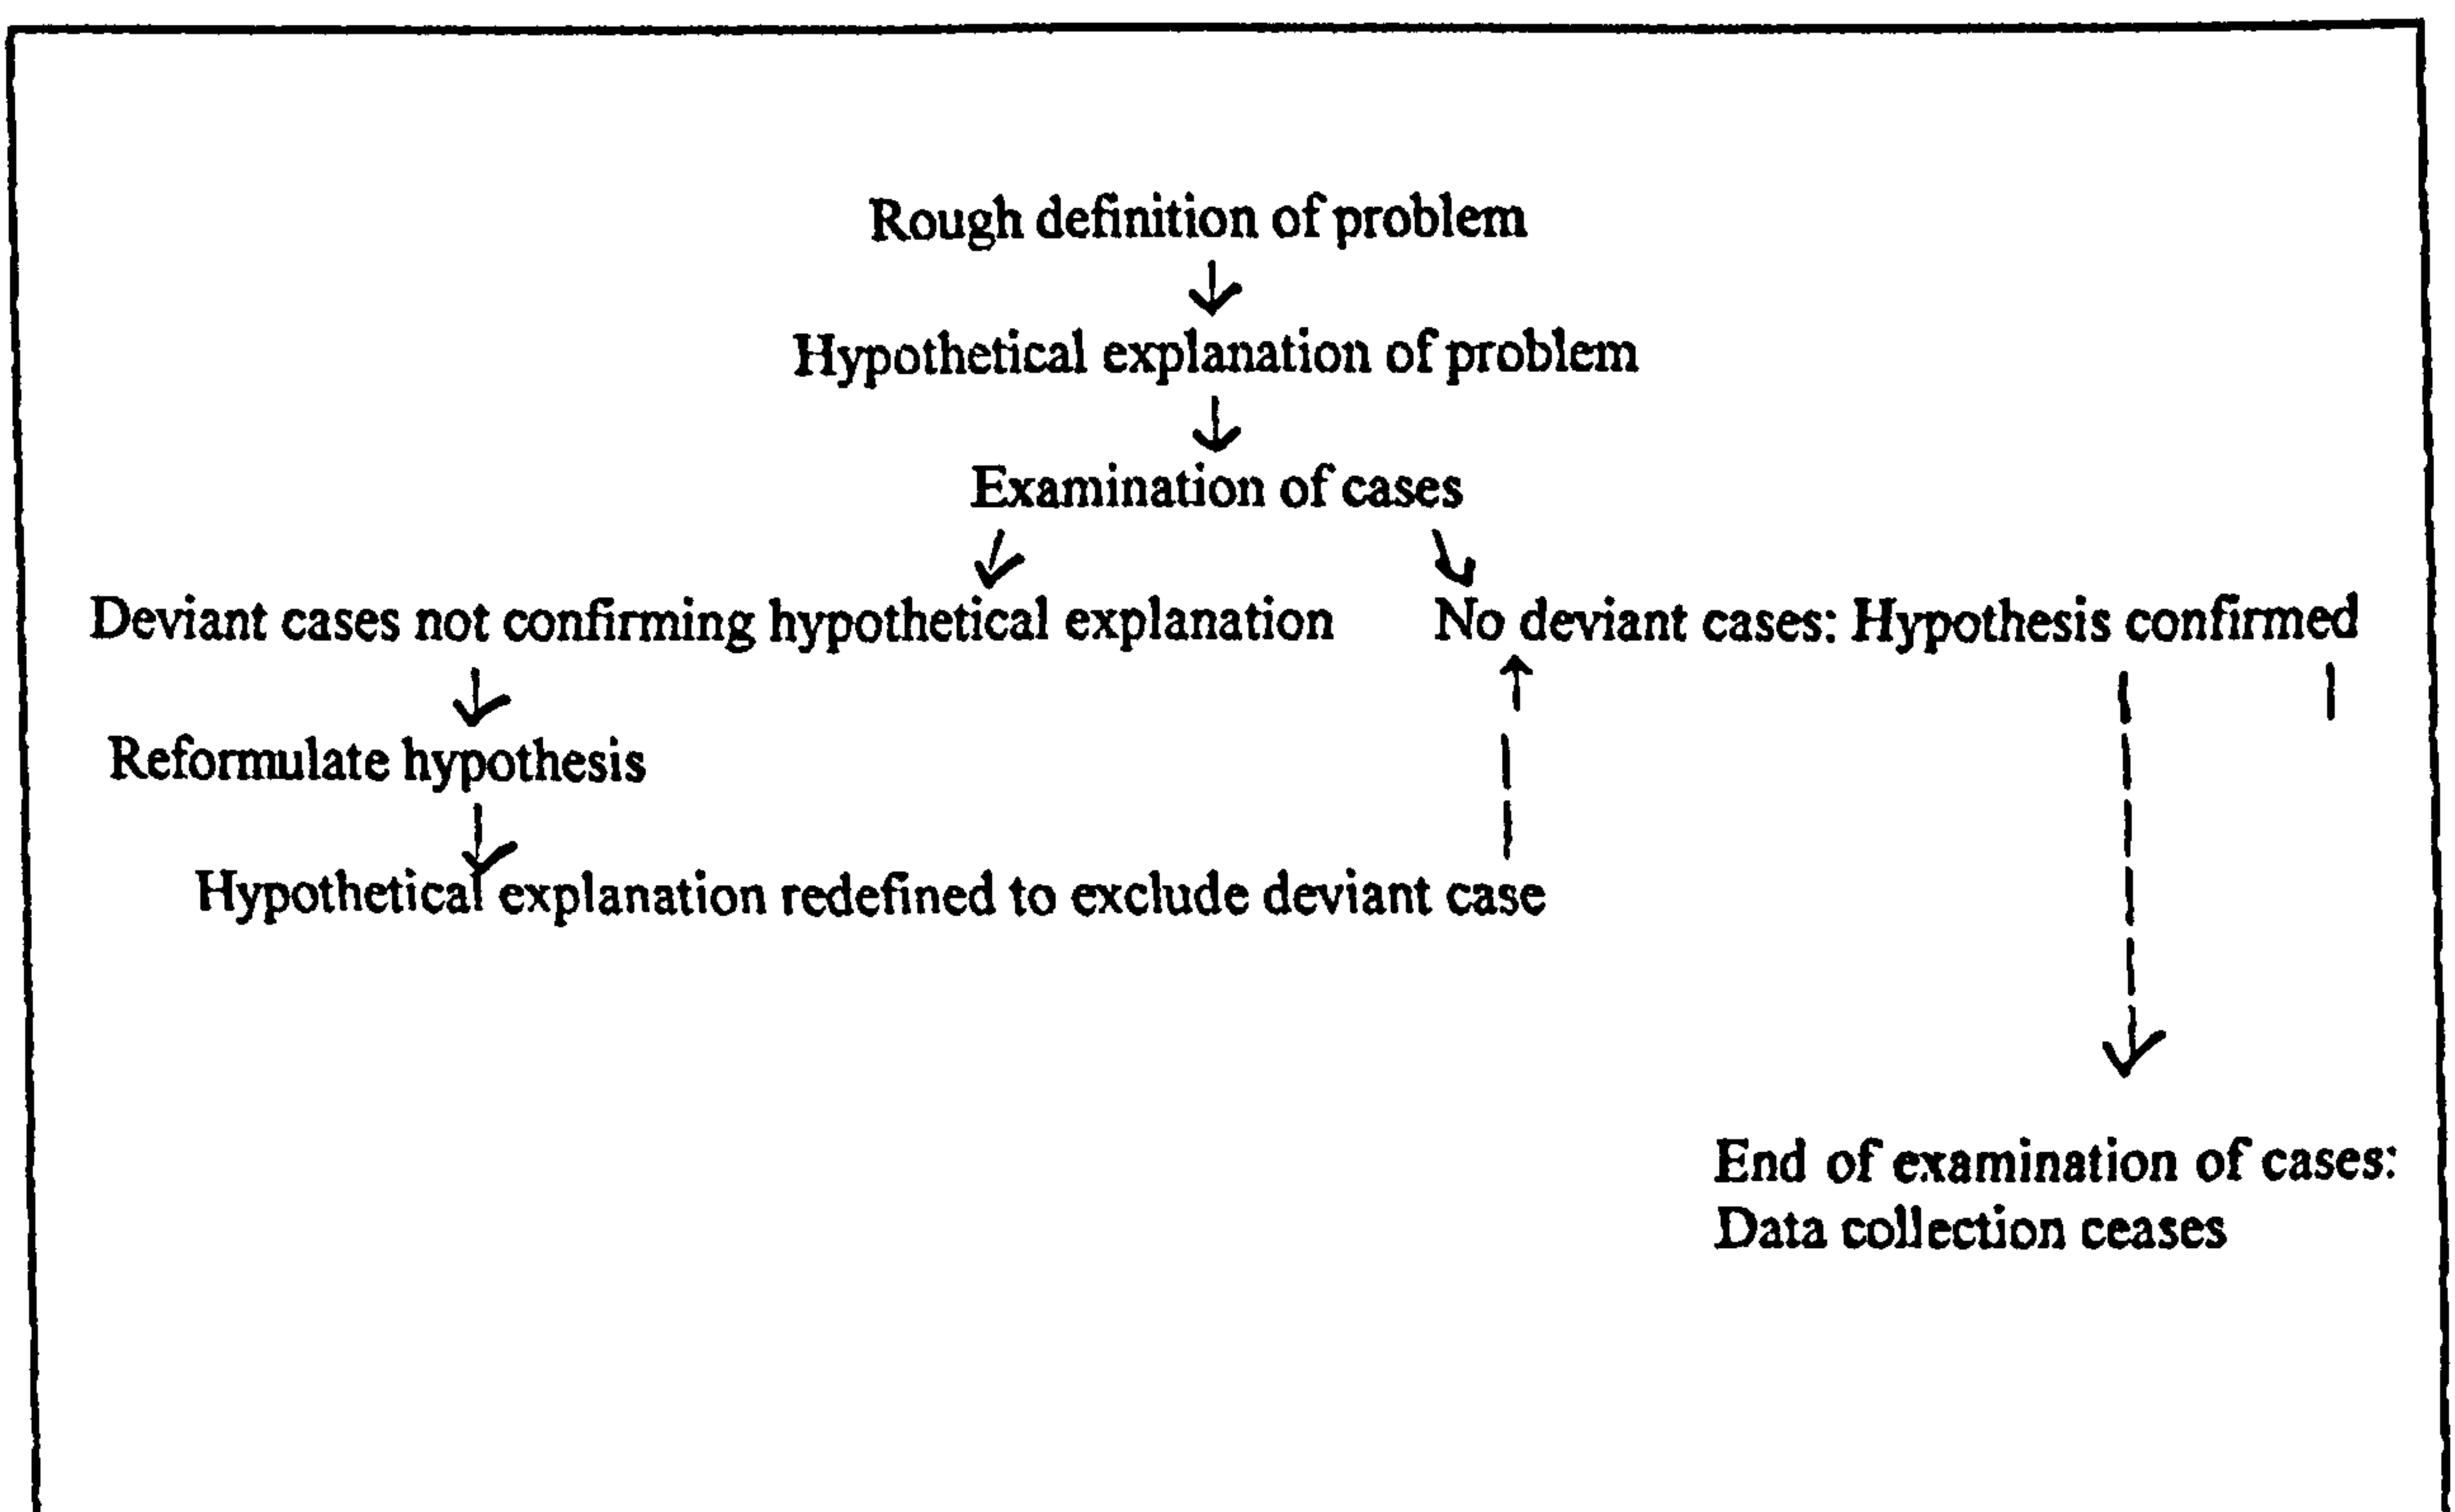 Rough definition of problem
Hypothetical explanation of problem
Examination of cases
Deviant cases not confirming hypothetical explanation
No deviant cases: Hypothesis confirmed
Reformulate hypothesis
Hypothetical explanation redefined to exclude deviant case
End of examination of cases:
Data collection ceases